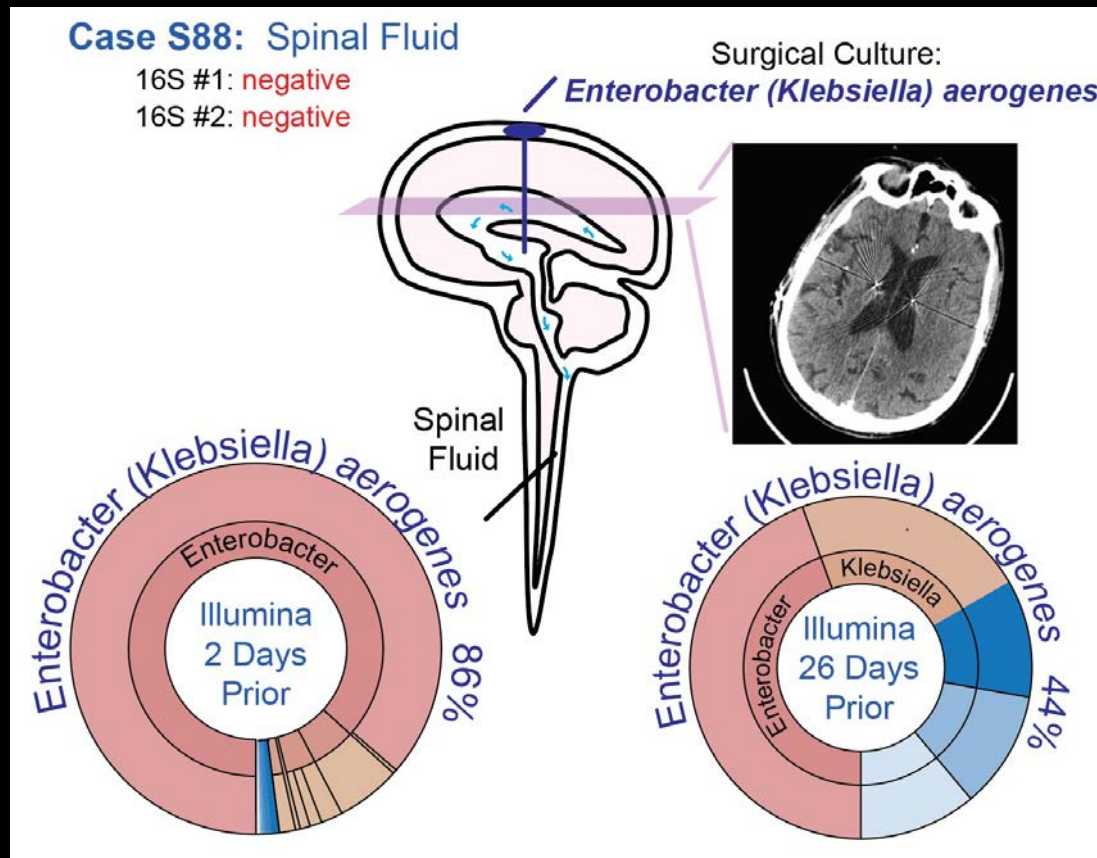 Case S88: Spinal Fluid
16S #1: negative
16S #2: negative
Surgical Culture:
Enterobacter (Klebsiella) aerogenes
Spinal
Fluid
Enterobacter (Klebsiella) aerogenes 86%
Enterobacter
Illumina
2 Days
Prior
Enterobacter (Klebsiella) aerogenes 44%
Klebsiella
Enterobacter
Illumina
26 Days
Prior